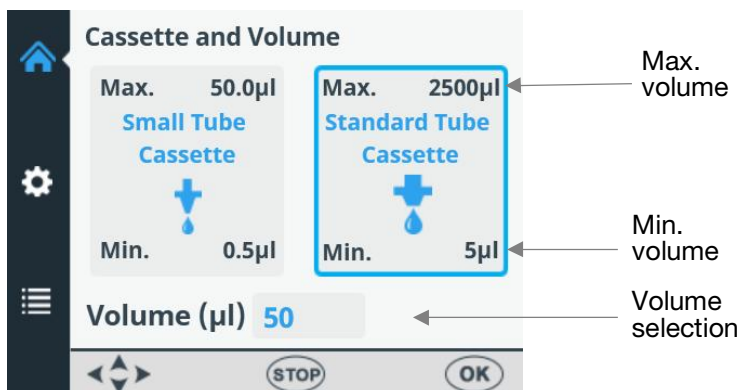 Cassette and Volume
Max. 50.0µl
Small Tube
Cassette
Min. 0.5µl
Max. 2500µl
Standard Tube
Cassette
Min. 5µl
Volume (µl) 50
STOP
OK
Max.
volume
Min.
volume
Volume
selection